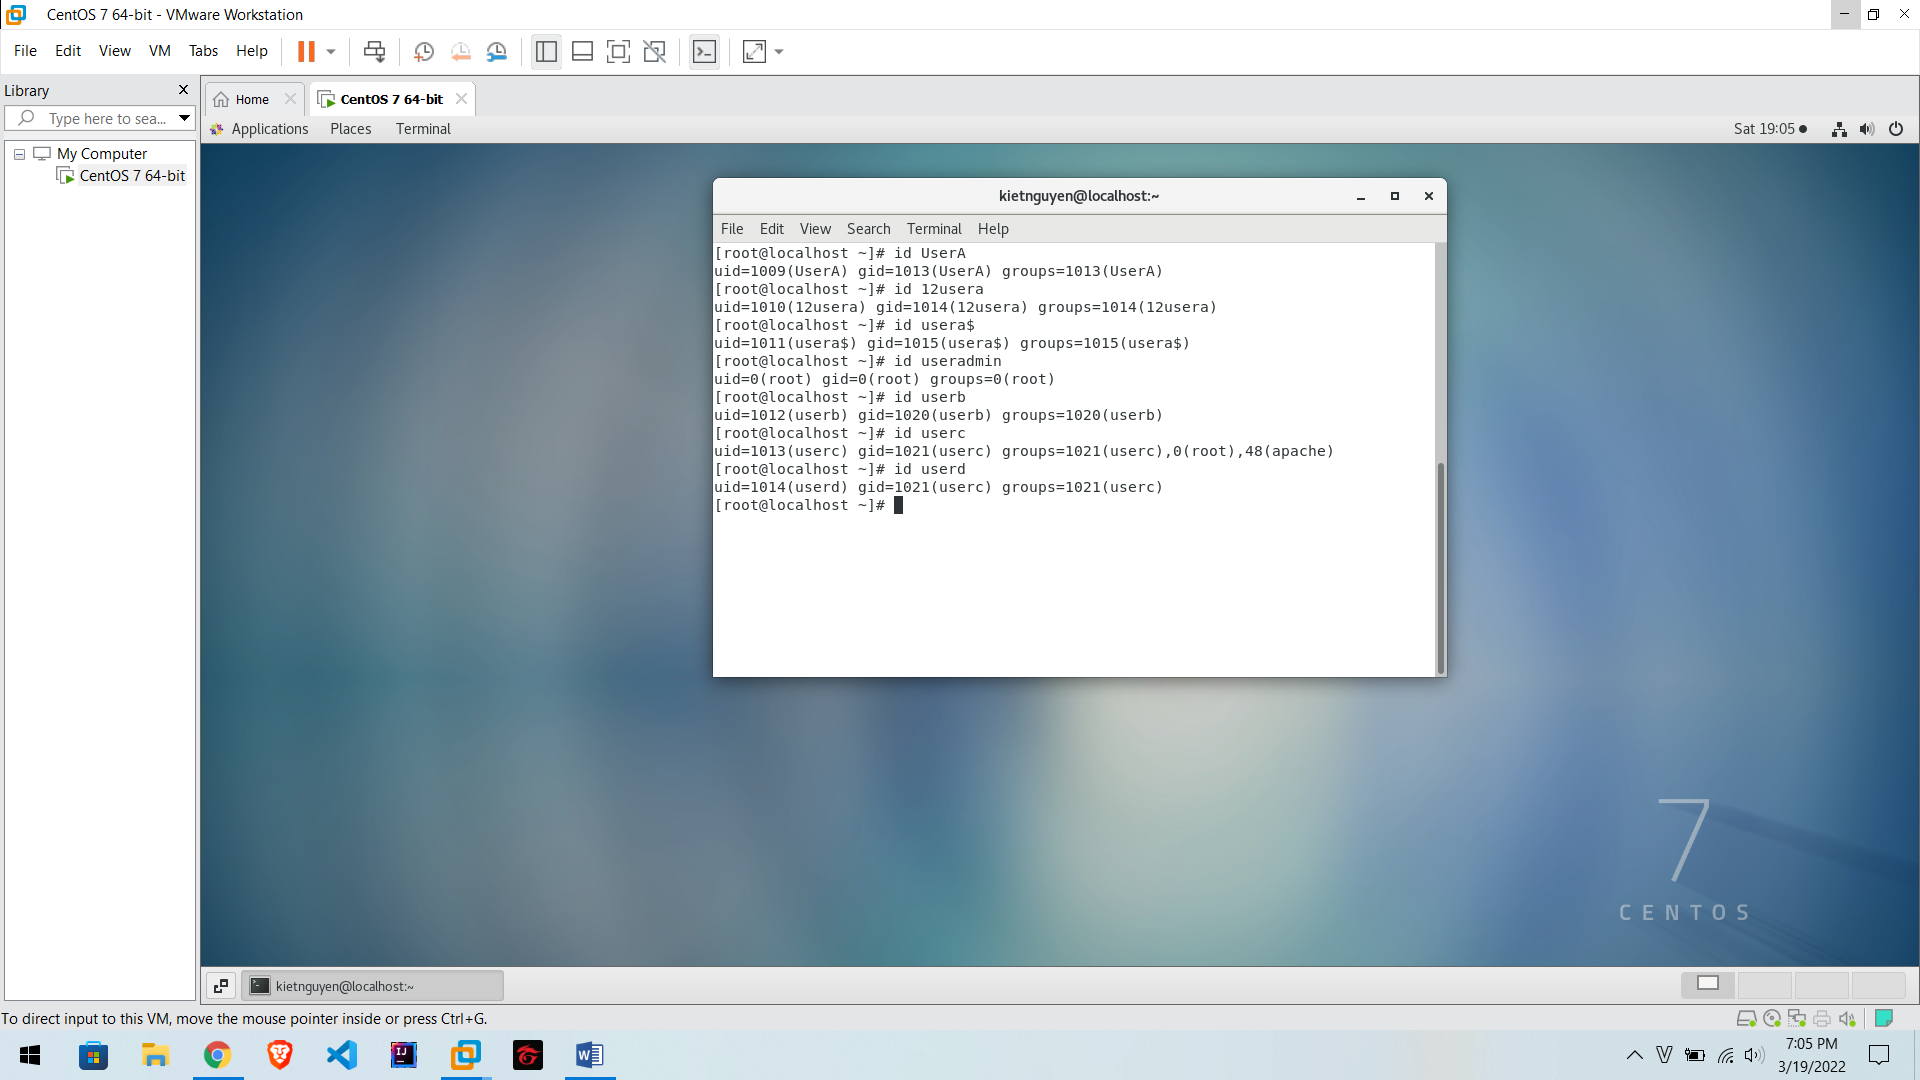 CentOS 7 64-bit - VMware Workstation
File Edit View VM Tabs Help
Library
Type here to sea...
My Computer
CentOS 7 64-bit
Home
CentOS 7 64-bit
Applications Places Terminal
Sat 19:05
kietnguyen@localhost:~
File Edit View Search Terminal Help
[root@localhost ~]# id UserA
uid=1009(UserA) gid=1013(UserA) groups=1013(UserA)
[root@localhost ~]# id 12usera
uid=1010(12usera) gid=1014(12usera) groups=1014(12usera)
[root@localhost ~]# id usera$
uid=1011(usera$) gid=1015(usera$) groups=1015(usera$)
[root@localhost ~]# id useradmin
uid=0(root) gid=0(root) groups=0(root)
[root@localhost ~]# id userb
uid=1012(userb) gid=1020(userb) groups=1020(userb)
[root@localhost ~]# id userc
uid=1013(userc) gid=1021(userc) groups=1021(userc),0(root),48(apache)
[root@localhost ~]# id userd
uid=1014(userd) gid=1021(userc) groups=1021(userc)
[root@localhost ~]#
7
CENTOS
kietnguyen@localhost:~
To direct input to this VM, move the mouse pointer inside or press Ctrl+G.
7:05 PM
3/19/2022